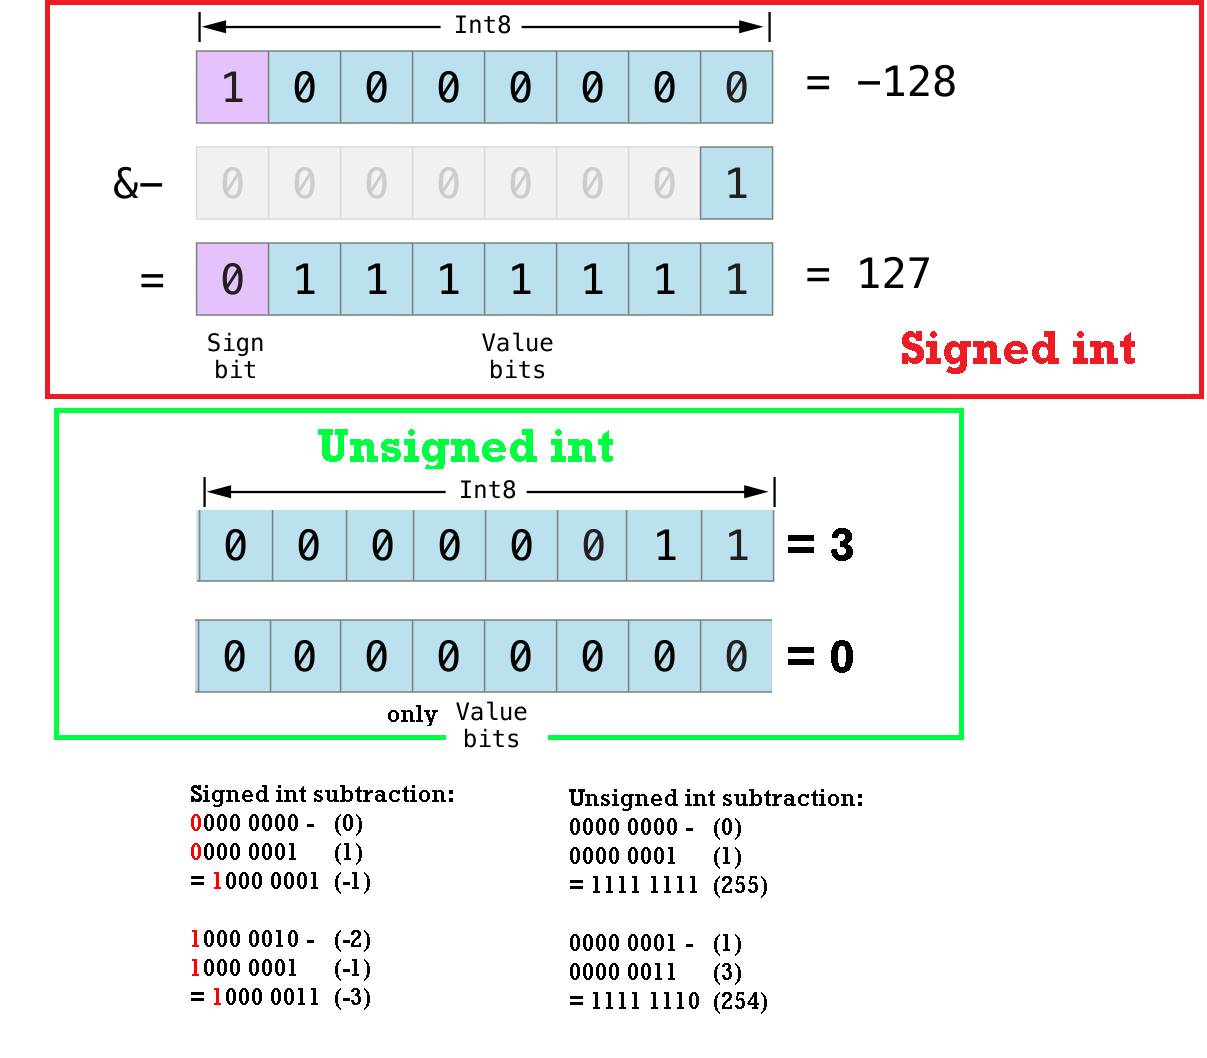 Int8
1 0 0 0 0 0 0 0 = −128
&− 0 0 0 0 0 0 0 1
= 0 1 1 1 1 1 1 1 = 127
Sign bit
Value bits
Signed int
Unsigned int
Int8
0 0 0 0 0 0 1 1 = 3
0 0 0 0 0 0 0 0 = 0
only Value bits
Signed int subtraction:
0000 0000 - (0)
0000 0001 (1)
= 1000 0001 (-1)
1000 0010 - (-2)
1000 0001 (-1)
= 1000 0011 (-3)
Unsigned int subtraction:
0000 0000 - (0)
0000 0001 (1)
= 1111 1111 (255)
0000 0001 - (1)
0000 0011 (3)
= 1111 1110 (254)